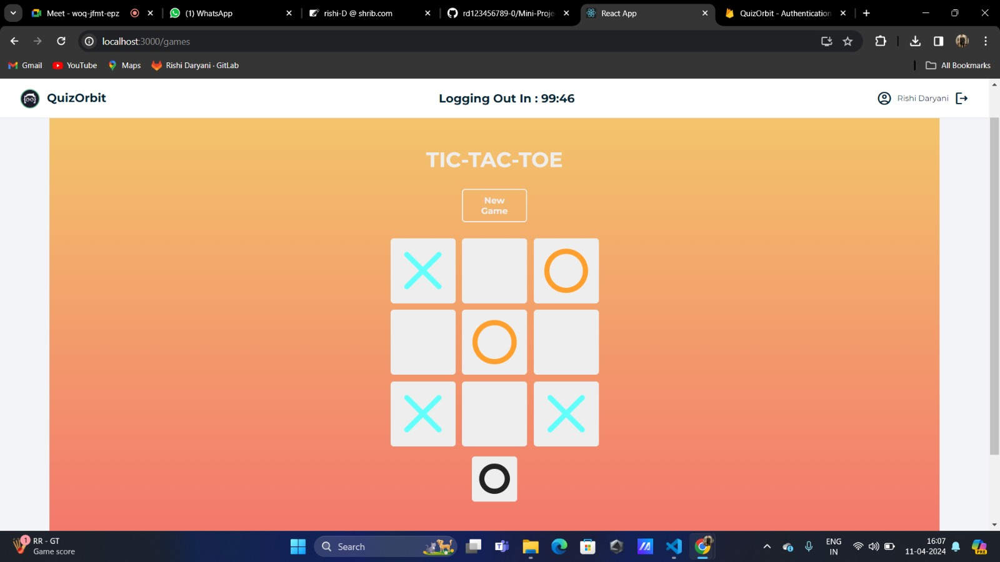 Meet - woq-jfmt-epz
(1) WhatsApp
rishi-D @ shrib.com
rd123456789-0/Mini-Proje
React App
QuizOrbit - Authentication
localhost:3000/games
Gmail
YouTube
Maps
Rishi Daryani · GitLab
All Bookmarks
QuizOrbit
Logging Out In : 99:46
Rishi Daryani
TIC-TAC-TOE
New
Game
1
RR - GT
Game score
Search
ENG
IN
16:07
11-04-2024
PRE